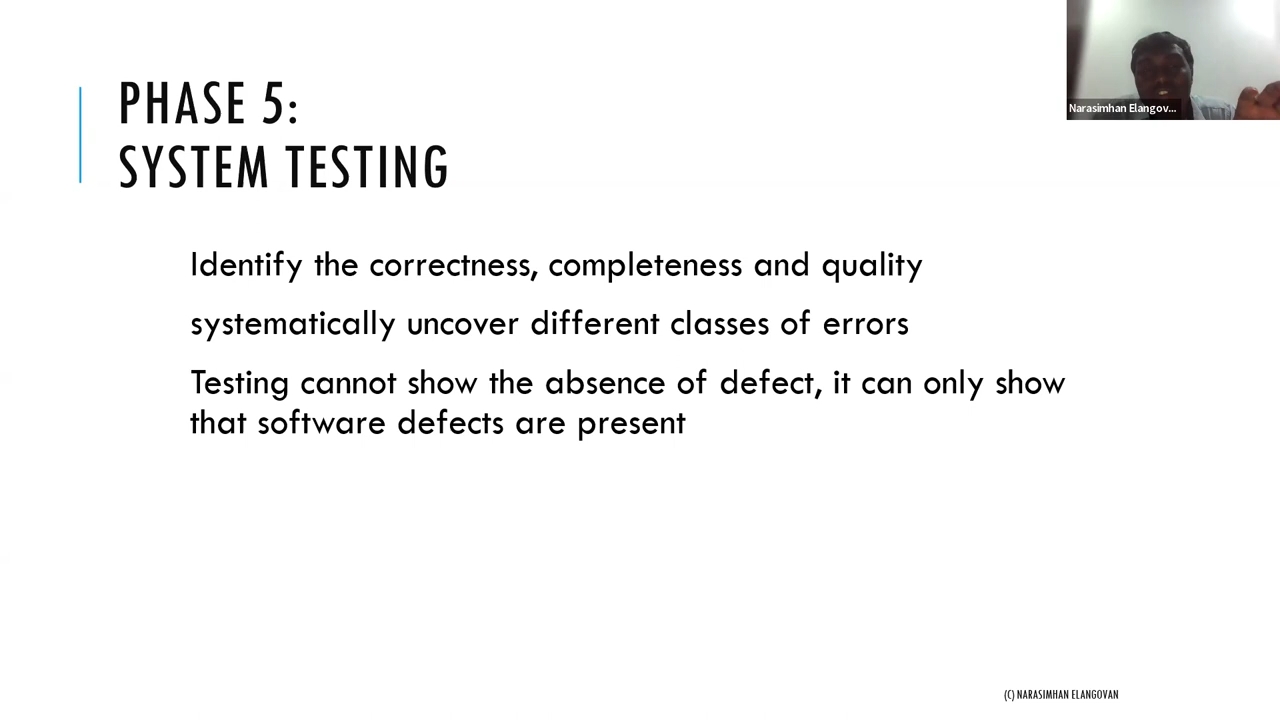 Narasimhan Elangov...
PHASE 5:
SYSTEM TESTING
Identify the correctness, completeness and quality
systematically uncover different classes of errors
Testing cannot show the absence of defect, it can only show
that software defects are present
(C) NARASIMHAN ELANGOVAN